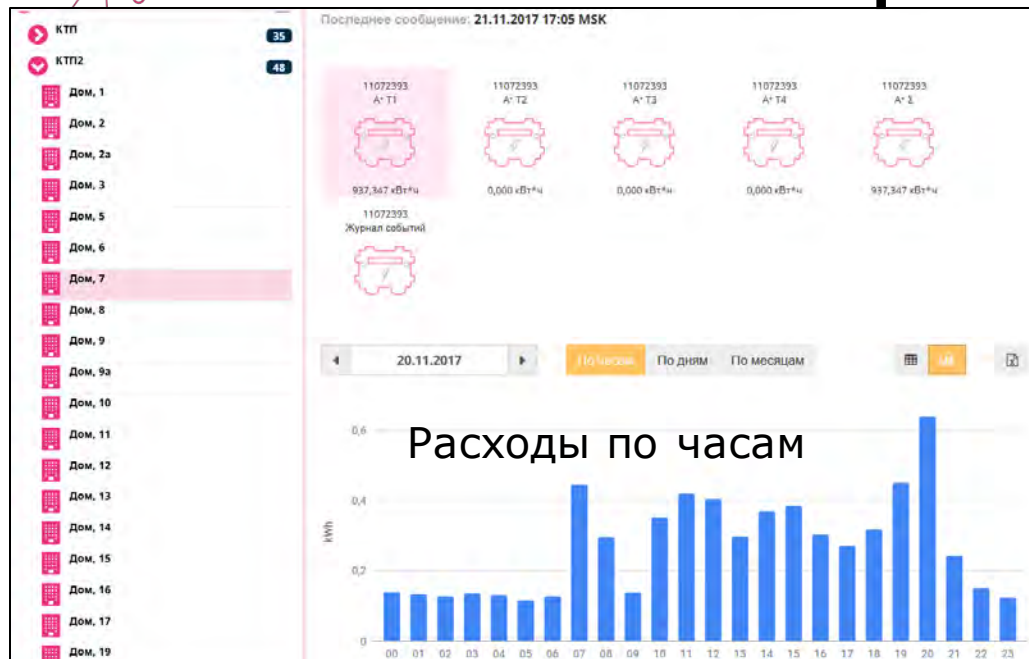 КТП
35
КТП2
48
Дом, 1
Дом, 2
Дом, 2а
Дом, 3
Дом, 5
Дом, 6
Дом, 7
Дом, 8
Дом, 9
Дом, 9а
Дом, 10
Дом, 11
Дом, 12
Дом, 13
Дом, 14
Дом, 15
Дом, 16
Дом, 17
Дом, 19
Последнее сообщение: 21.11.2017 17:05 MSK
11072393
A⁺ T1
937,347 кВт*ч
11072393
A⁺ T2
0,000 кВт*ч
11072393
A⁺ T3
0,000 кВт*ч
11072393
A⁺ T4
0,000 кВт*ч
11072393
A⁺ Σ
937,347 кВт*ч
11072393
Журнал событий
20.11.2017
По часам По дням По месяцам
Расходы по часам
kWh
0,6
0,4
0,2
0
00 01 02 03 04 05 06 07 08 09 10 11 12 13 14 15 16 17 18 19 20 21 22 23